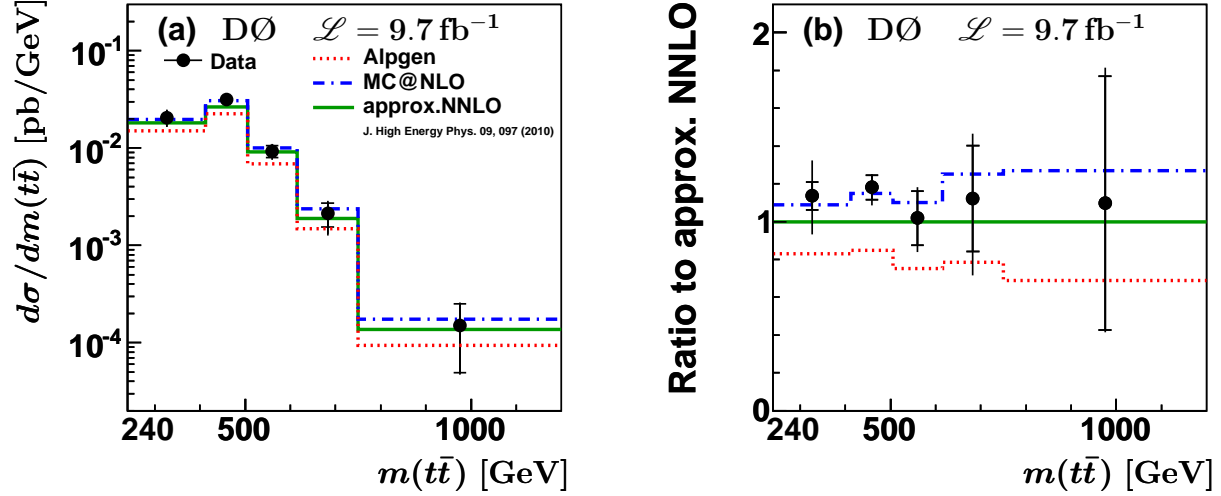 (a) DØ ℒ = 9.7 fb⁻¹
Data
Alpgen
MC@NLO
approx.NNLO
J. High Energy Phys. 09, 097 (2010)
dσ/dm(tt̄) [pb/GeV]
10⁻¹
10⁻²
10⁻³
10⁻⁴
240 500 1000
m(tt̄) [GeV]
(b) DØ ℒ = 9.7 fb⁻¹
Ratio to approx. NNLO
2
1
0
240 500 1000
m(tt̄) [GeV]